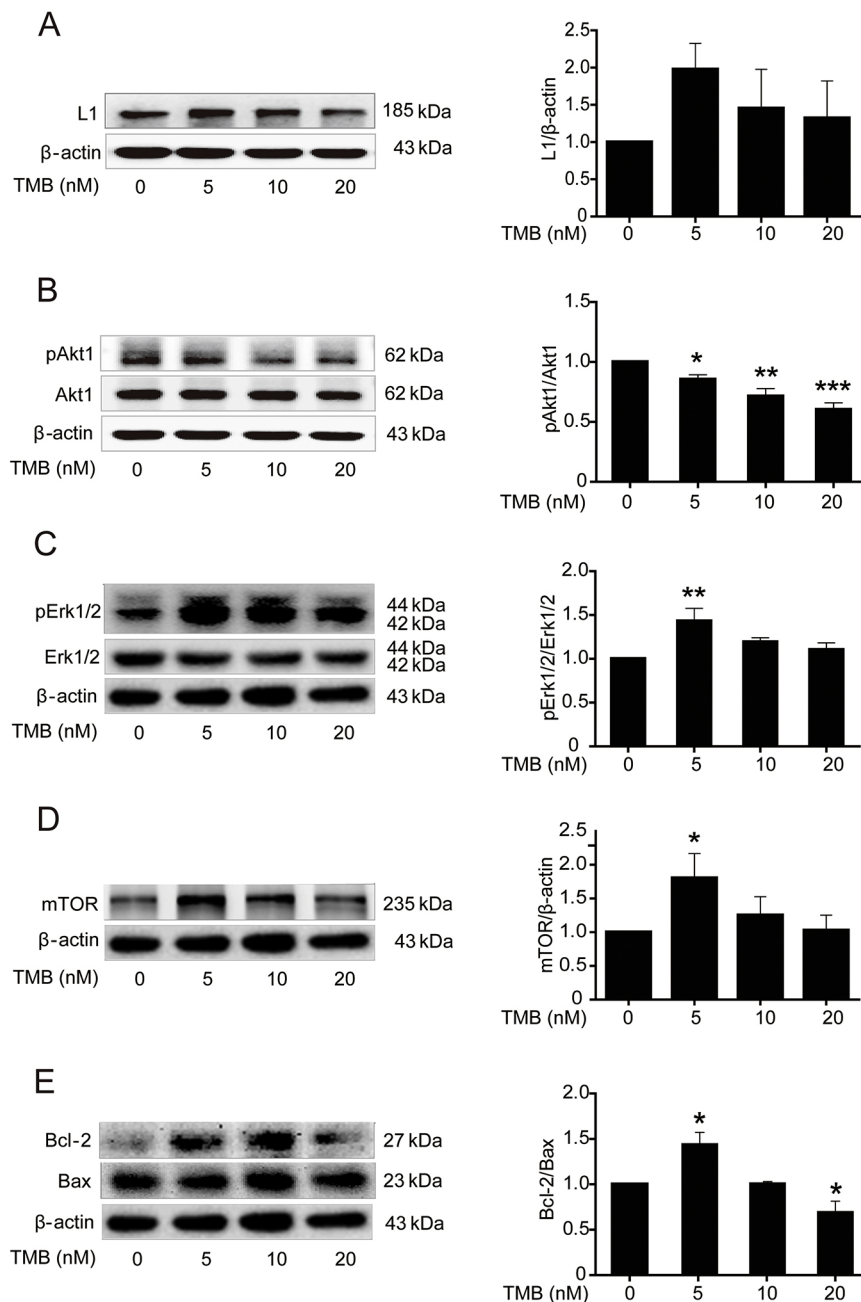 A
L1
185 kDa
β-actin
43 kDa
TMB (nM) 0 5 10 20
L1/β-actin
2.5
2.0
1.5
1.0
0.5
0
TMB (nM) 0 5 10 20
B
pAkt1
62 kDa
Akt1
62 kDa
β-actin
43 kDa
TMB (nM) 0 5 10 20
pAkt1/Akt1
1.5
1.0
0.5
0
* ** ***
TMB (nM) 0 5 10 20
C
pErk1/2
44 kDa
42 kDa
Erk1/2
44 kDa
42 kDa
β-actin
43 kDa
TMB (nM) 0 5 10 20
pErk1/2/Erk1/2
2.0
1.5
1.0
0.5
0
**
TMB (nM) 0 5 10 20
D
mTOR
235 kDa
β-actin
43 kDa
TMB (nM) 0 5 10 20
mTOR/β-actin
2.5
2.0
1.5
1.0
0.5
0
*
TMB (nM) 0 5 10 20
E
Bcl-2
27 kDa
Bax
23 kDa
β-actin
43 kDa
TMB (nM) 0 5 10 20
Bcl-2/Bax
2.0
1.5
1.0
0.5
0
* *
TMB (nM) 0 5 10 20